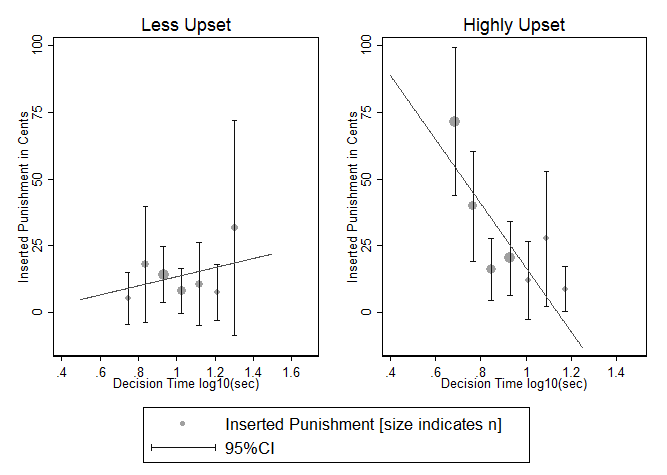 Less Upset
Highly Upset
Inserted Punishment in Cents
100
75
50
25
0
.4 .6 .8 1 1.2 1.4 1.6
Decision Time log10(sec)
Inserted Punishment in Cents
100
75
50
25
0
.4 .6 .8 1 1.2 1.4
Decision Time log10(sec)
Inserted Punishment [size indicates n]
95%CI